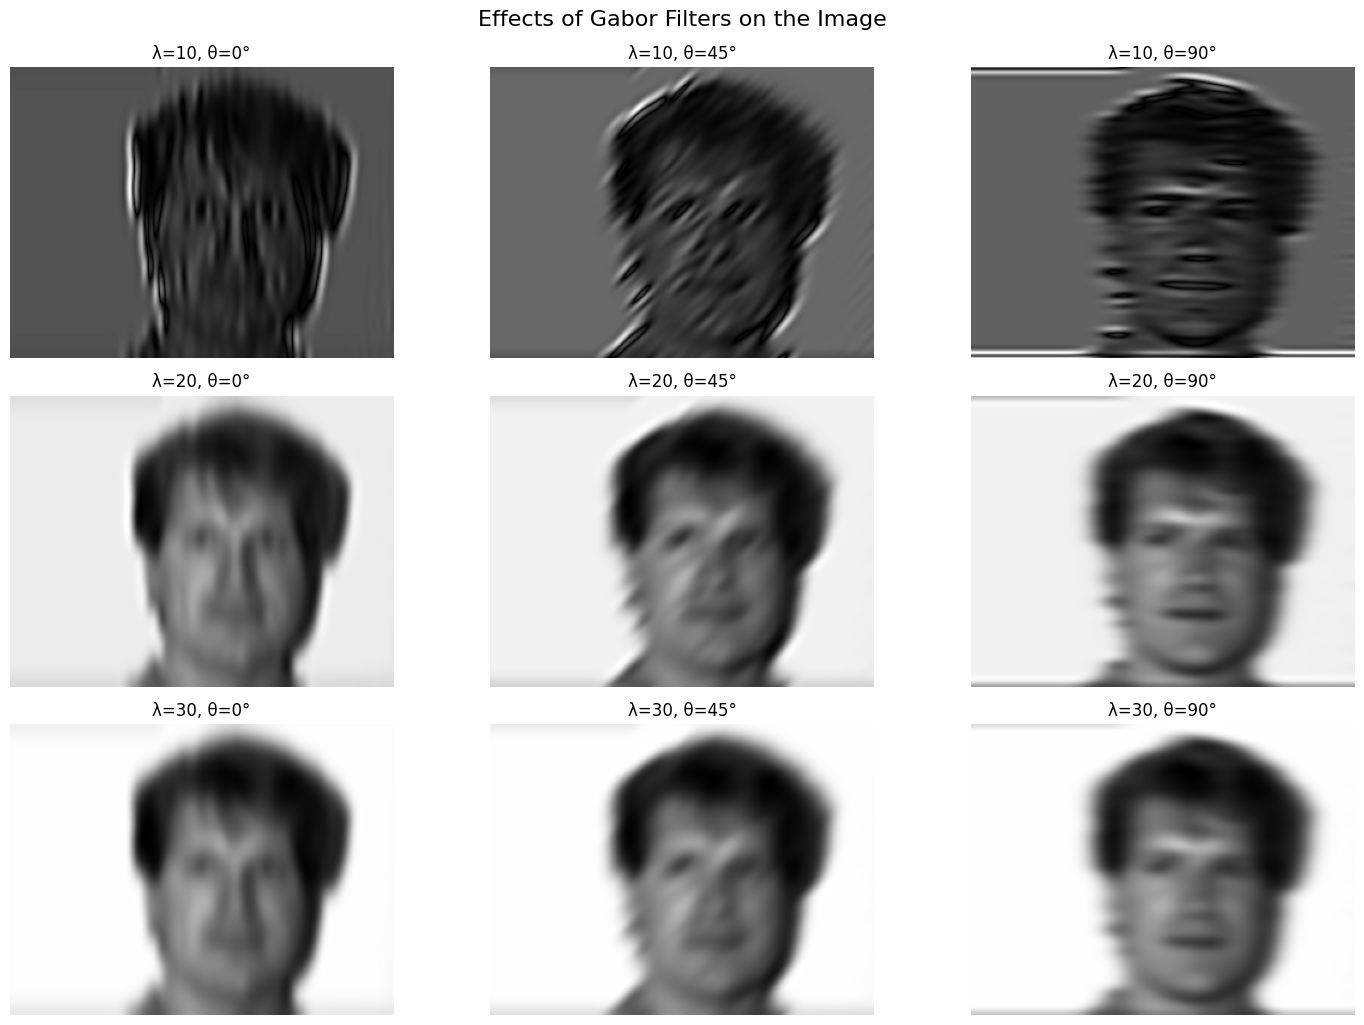 Effects of Gabor Filters on the Image
λ=10, θ=0°
λ=10, θ=45°
λ=10, θ=90°
λ=20, θ=0°
λ=20, θ=45°
λ=20, θ=90°
λ=30, θ=0°
λ=30, θ=45°
λ=30, θ=90°